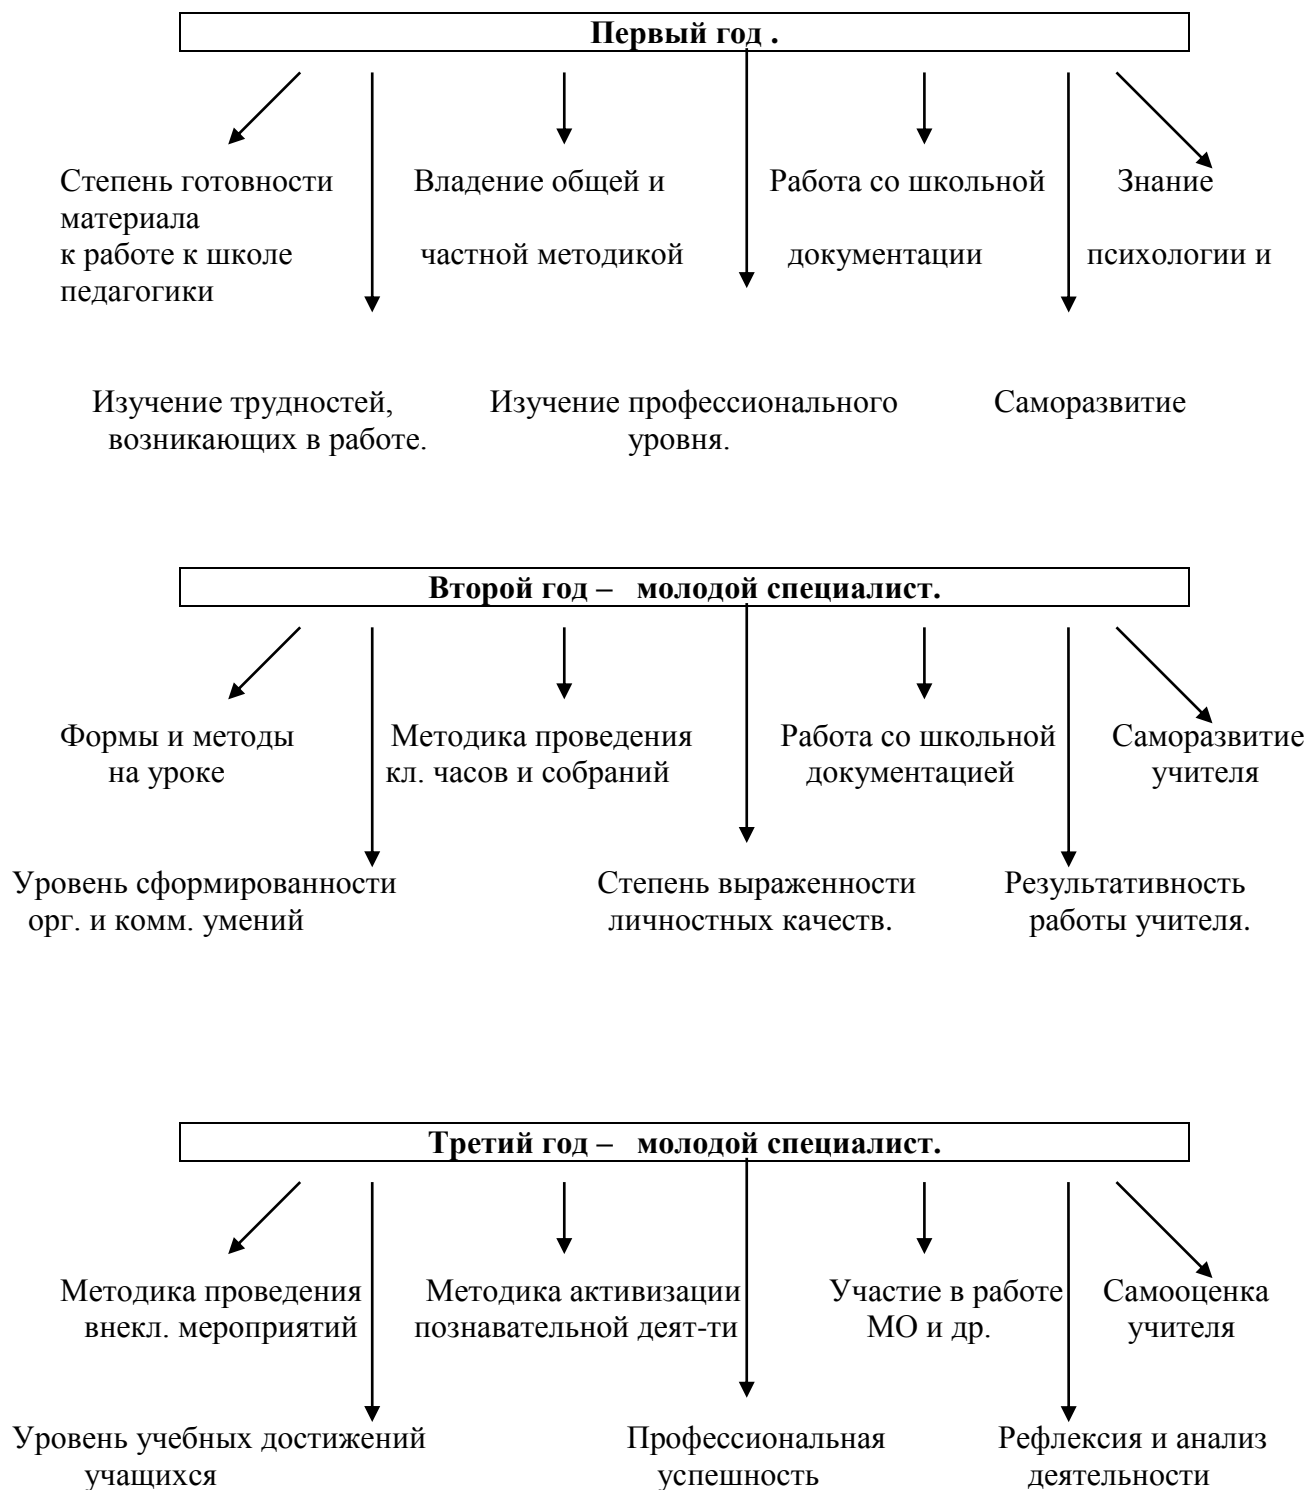 Первый год .
Степень готовности Владение общей и Работа со школьной Знание
материала
к работе к школе частной методикой документации психологии и
педагогики
Изучение трудностей, Изучение профессионального Саморазвитие
возникающих в работе. уровня.
Второй год – молодой специалист.
Формы и методы Методика проведения Работа со школьной Саморазвитие
на уроке кл. часов и собраний документацией учителя
Уровень сформированности Степень выраженности Результативность
орг. и комм. умений личностных качеств. работы учителя.
Третий год – молодой специалист.
Методика проведения Методика активизации Участие в работе Самооценка
внекл. мероприятий познавательной деят-ти МО и др. учителя
Уровень учебных достижений Профессиональная Рефлексия и анализ
учащихся успешность деятельности